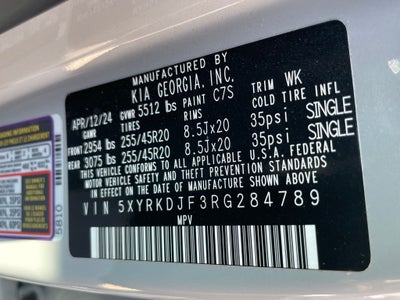 MANUFACTURED BY
KIA GEORGIA, INC.
APR/12/24 GVWR 5512 lbs PAINT C7S TRIM WK
GAWR TIRES RIMS COLD TIRE INFL
FRONT 2954 lbs 255/45R20 8.5Jx20 35psi SINGLE
REAR 3075 lbs 255/45R20 8.5Jx20 35psi SINGLE
THIS VEHICLE CONFORMS TO ALL APPLICABLE U.S.A. FEDERAL
MOTOR VEHICLE SAFETY AND THEFT PREVENTION STANDARDS
IN EFFECT ON THE DATE OF MANUFACTURE SHOWN ABOVE.
VIN 5XYRKDJF3RG284789
MPV
5810